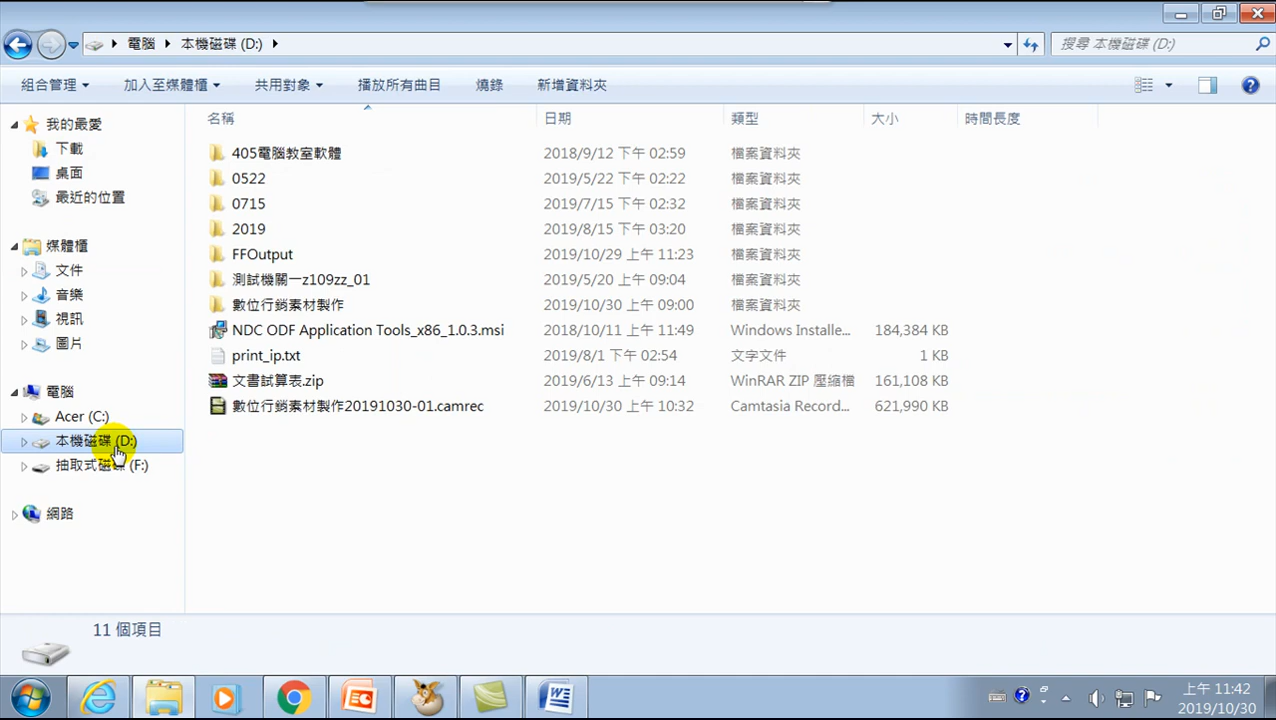 電腦 本機磁碟 (D:) 搜尋 本機磁碟 (D:)
組合管理 加入至媒體櫃 共用對象 播放所有曲目 燒錄 新增資料夾
我的最愛
下載
桌面
最近的位置
媒體櫃
文件
音樂
視訊
圖片
電腦
Acer (C:)
本機磁碟 (D:)
抽取式磁碟 (F:)
網路
名稱 日期 類型 大小 時間長度
405電腦教室軟體 2018/9/12 下午 02:59 檔案資料夾
0522 2019/5/22 下午 02:22 檔案資料夾
0715 2019/7/15 下午 02:32 檔案資料夾
2019 2019/8/15 下午 03:20 檔案資料夾
FFOutput 2019/10/29 上午 11:23 檔案資料夾
測試機關一z109zz_01 2019/5/20 上午 09:04 檔案資料夾
數位行銷素材製作 2019/10/30 上午 09:00 檔案資料夾
NDC ODF Application Tools_x86_1.0.3.msi 2018/10/11 上午 11:49 Windows Installe... 184,384 KB
print_ip.txt 2019/8/1 下午 02:54 文字文件 1 KB
文書試算表.zip 2019/6/13 上午 09:14 WinRAR ZIP 壓縮檔 161,108 KB
數位行銷素材製作20191030-01.camrec 2019/10/30 上午 10:32 Camtasia Record... 621,990 KB
11 個項目
上午 11:42
2019/10/30